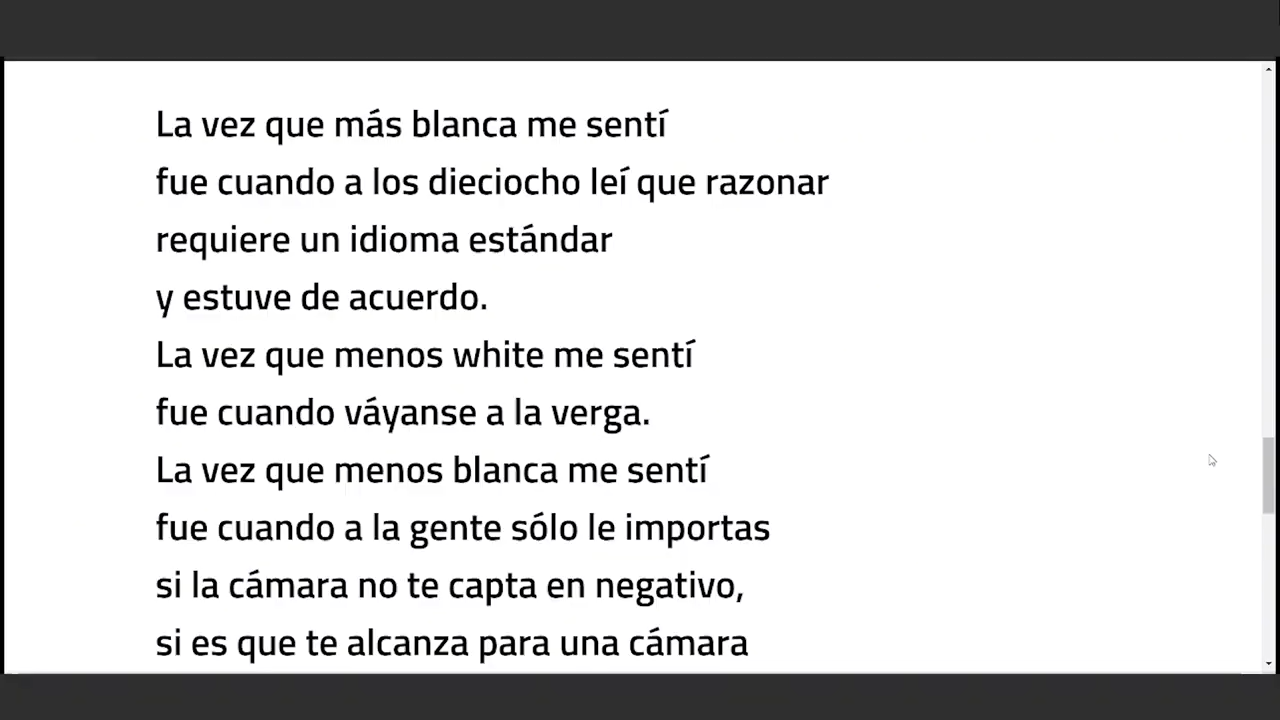 La vez que más blanca me sentí
fue cuando a los dieciocho leí que razonar
requiere un idioma estándar
y estuve de acuerdo.
La vez que menos white me sentí
fue cuando váyanse a la verga.
La vez que menos blanca me sentí
fue cuando a la gente sólo le importas
si la cámara no te capta en negativo,
si es que te alcanza para una cámara